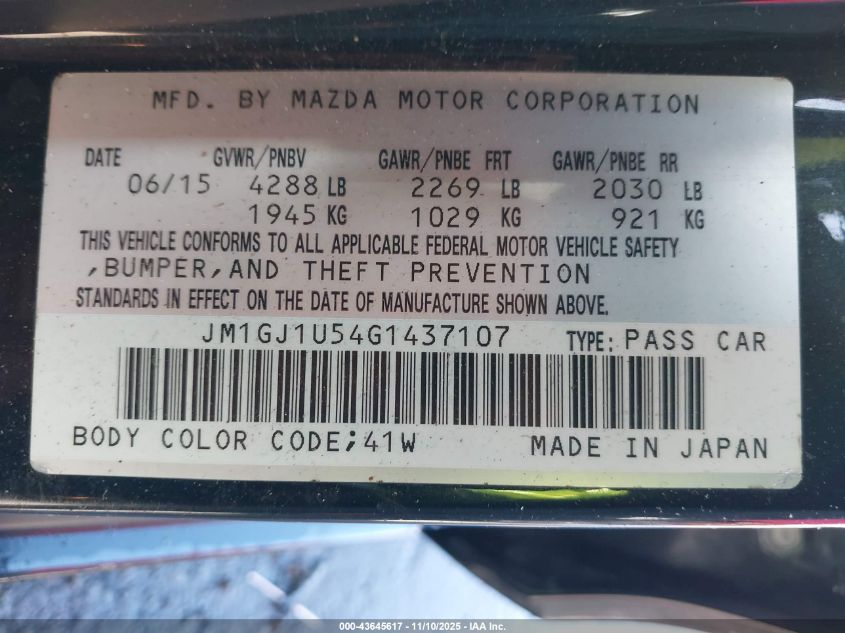 MFD. BY MAZDA MOTOR CORPORATION
DATE GVWR/PNBV GAWR/PNBE FRT GAWR/PNBE RR
06/15 4288 LB 2269 LB 2030 LB
1945 KG 1029 KG 921 KG
THIS VEHICLE CONFORMS TO ALL APPLICABLE FEDERAL MOTOR VEHICLE SAFETY
,BUMPER,AND THEFT PREVENTION
STANDARDS IN EFFECT ON THE DATE OF MANUFACTURE SHOWN ABOVE.
JM1GJ1U54G1437107 TYPE: PASS CAR
BODY COLOR CODE;41W MADE IN JAPAN
000-43645617 - 11/10/2025 - IAA Inc.